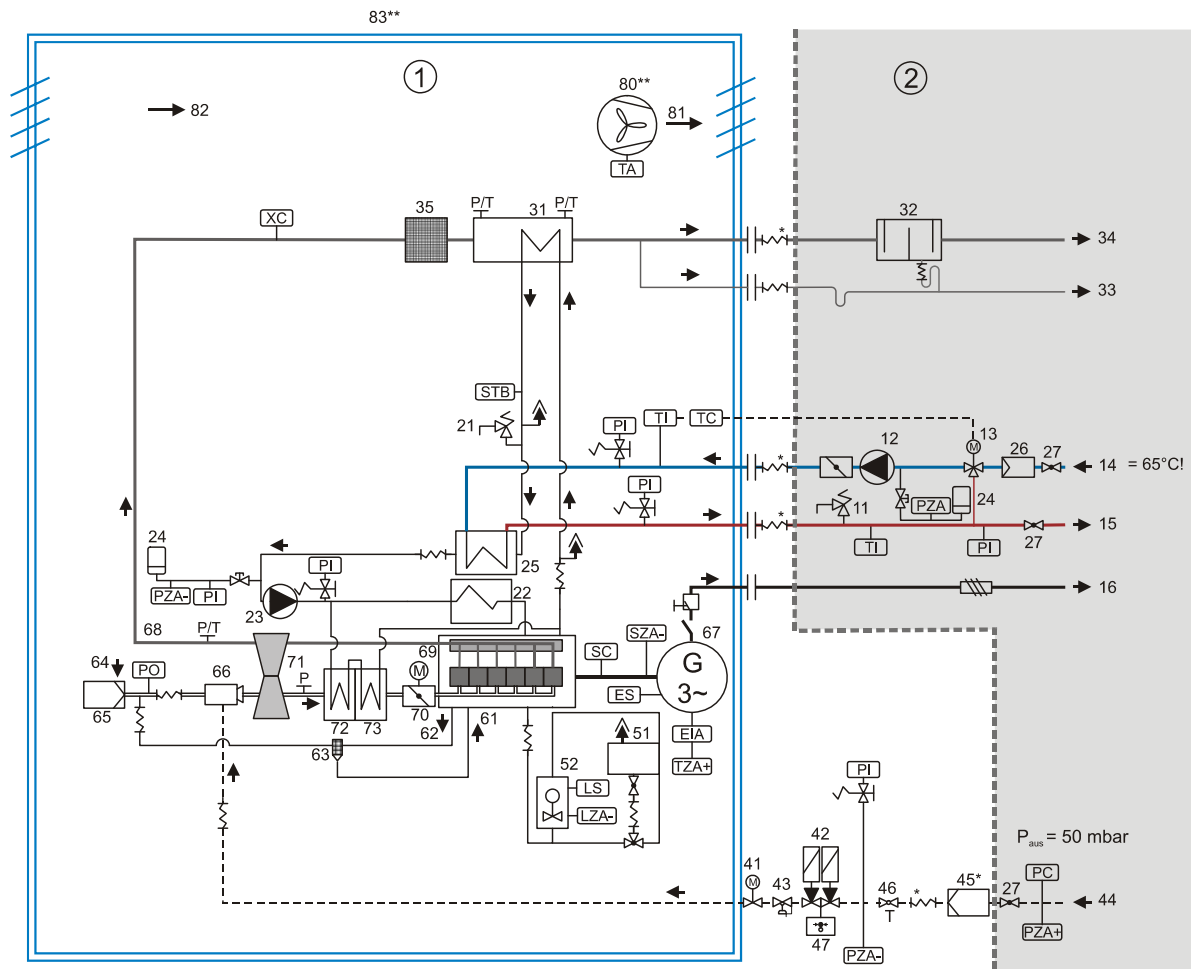 83**
1
80**
2
82
81
TA
XC
35
P/T
31
P/T
*
32
34
33
STB
21
PI
TI
TC
12
13
M
26
27
14 = 65°C!
PI
*
*
11
PZA
24
15
TI
PI
27
24
PZA-
PI
PI
23
25
22
16
68
P/T
69
67
SZA-
SC
G
3~
ES
EIA
TZA+
64
PO
66
71
P
M
65
72
73
70
62
61
63
51
52
LS
LZA-
PI
Paus = 50 mbar
41
M
43
42
46
T
*
45*
27
PC
44
47
PZA-
PZA+